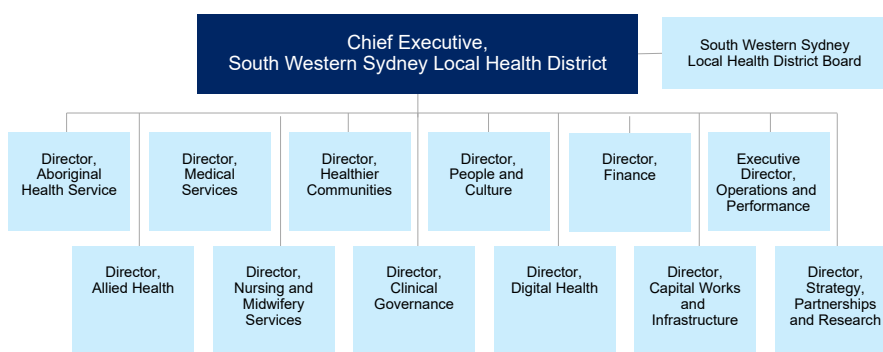 Chief Executive,
South Western Sydney Local Health District
South Western Sydney
Local Health District Board
Director,
Aboriginal
Health Service
Director,
Medical
Services
Director,
Healthier
Communities
Director,
People and
Culture
Director,
Finance
Executive
Director,
Operations and
Performance
Director,
Allied Health
Director,
Nursing and
Midwifery
Services
Director,
Clinical
Governance
Director,
Digital Health
Director,
Capital Works
and
Infrastructure
Director,
Strategy,
Partnerships
and Research